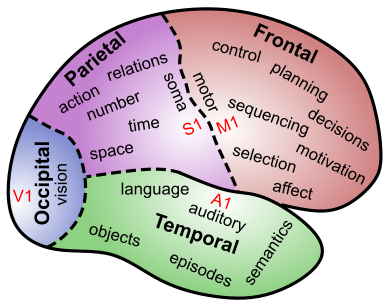 Parietal
relations
action
number
soma
time
space
S1
Frontal
control
planning
motor
M1
sequencing
decisions
motivation
selection
affect
Occipital
vision
V1
language
A1
auditory
Temporal
objects
episodes
semantics